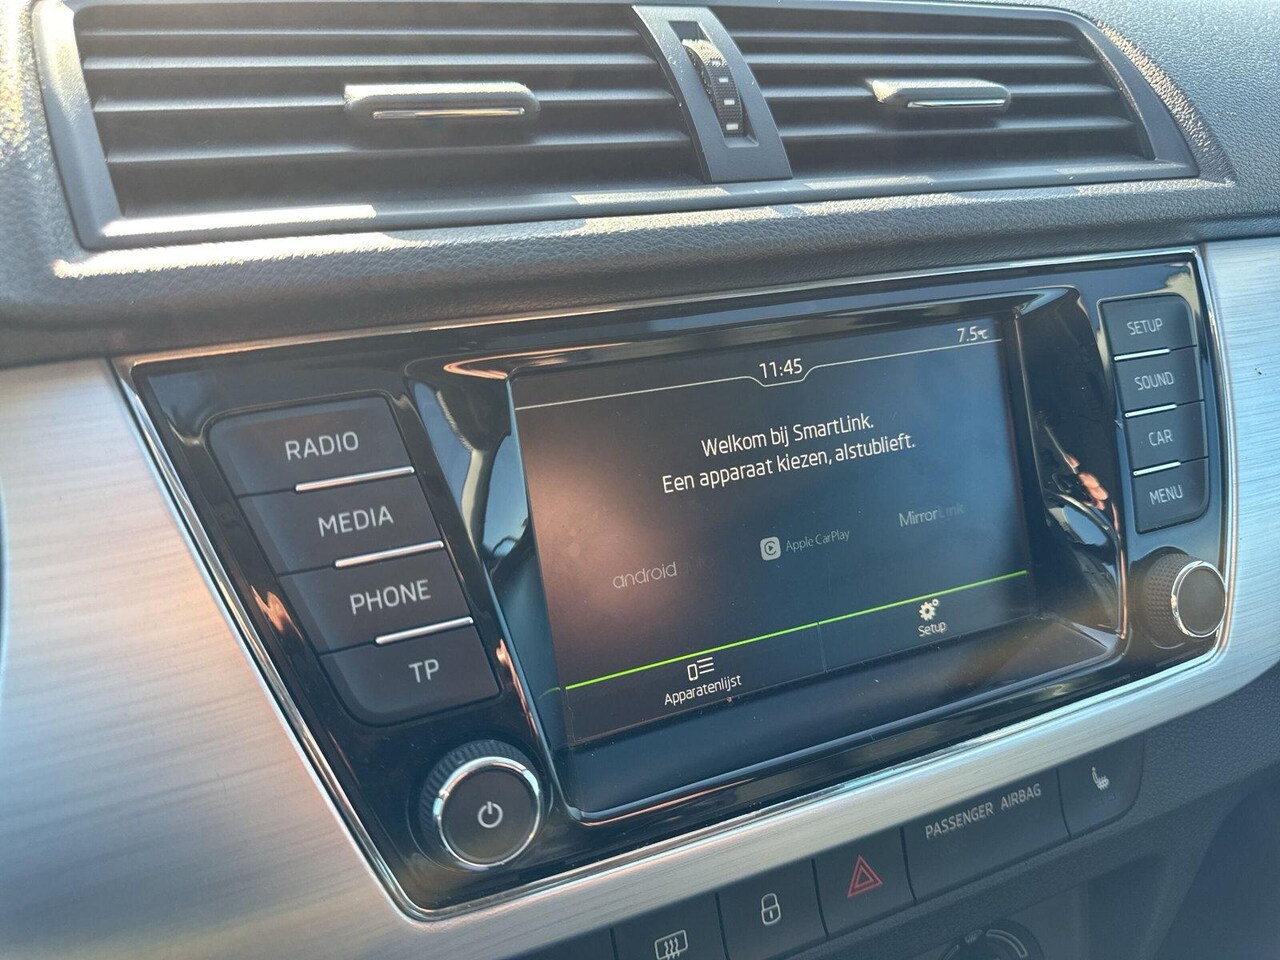 7.5°C
11:45
Welkom bij SmartLink.
Een apparaat kiezen, alstublieft.
android
Apple CarPlay
MirrorLink
Apparatenlijst
Setup
RADIO
MEDIA
PHONE
TP
SETUP
SOUND
CAR
MENU
PASSENGER AIRBAG